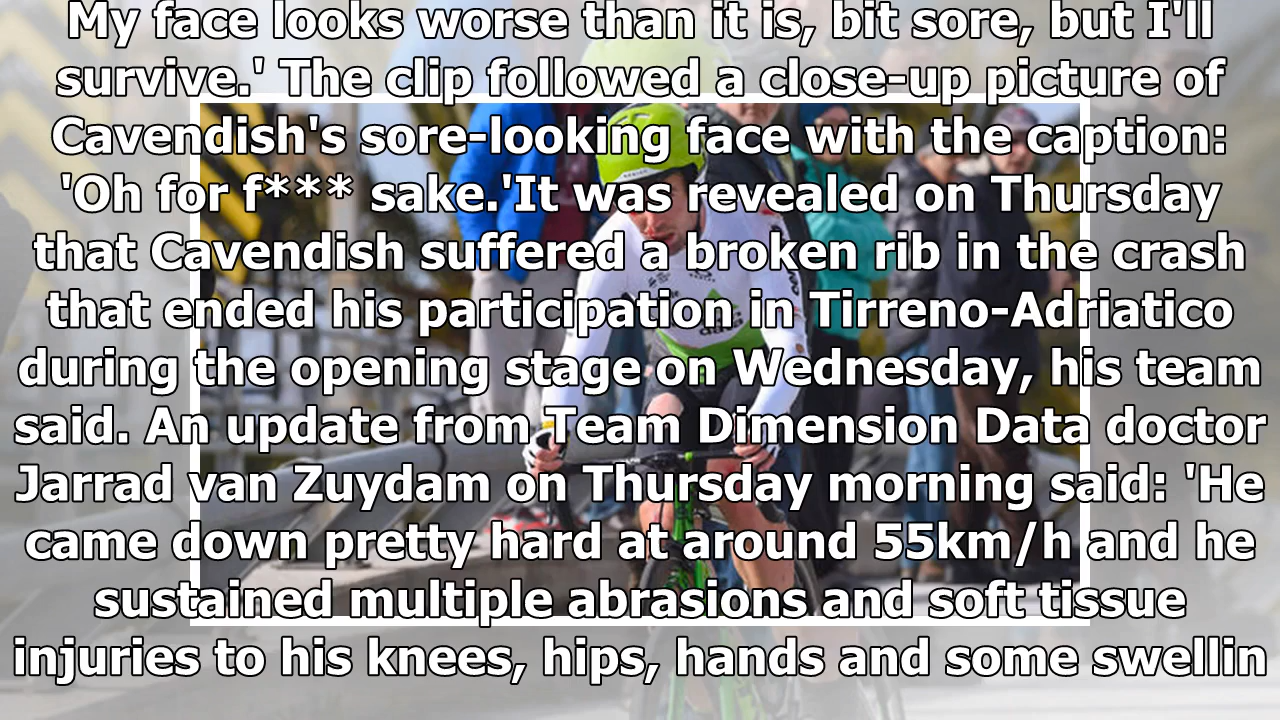 My face looks worse than it is, bit sore, but I'll
survive.' The clip followed a close-up picture of
Cavendish's sore-looking face with the caption:
'Oh for f*** sake.'It was revealed on Thursday
that Cavendish suffered a broken rib in the crash
that ended his participation in Tirreno-Adriatico
during the opening stage on Wednesday, his team
said. An update from Team Dimension Data doctor
Jarrad van Zuydam on Thursday morning said: 'He
came down pretty hard at around 55km/h and he
sustained multiple abrasions and soft tissue
injuries to his knees, hips, hands and some swellin